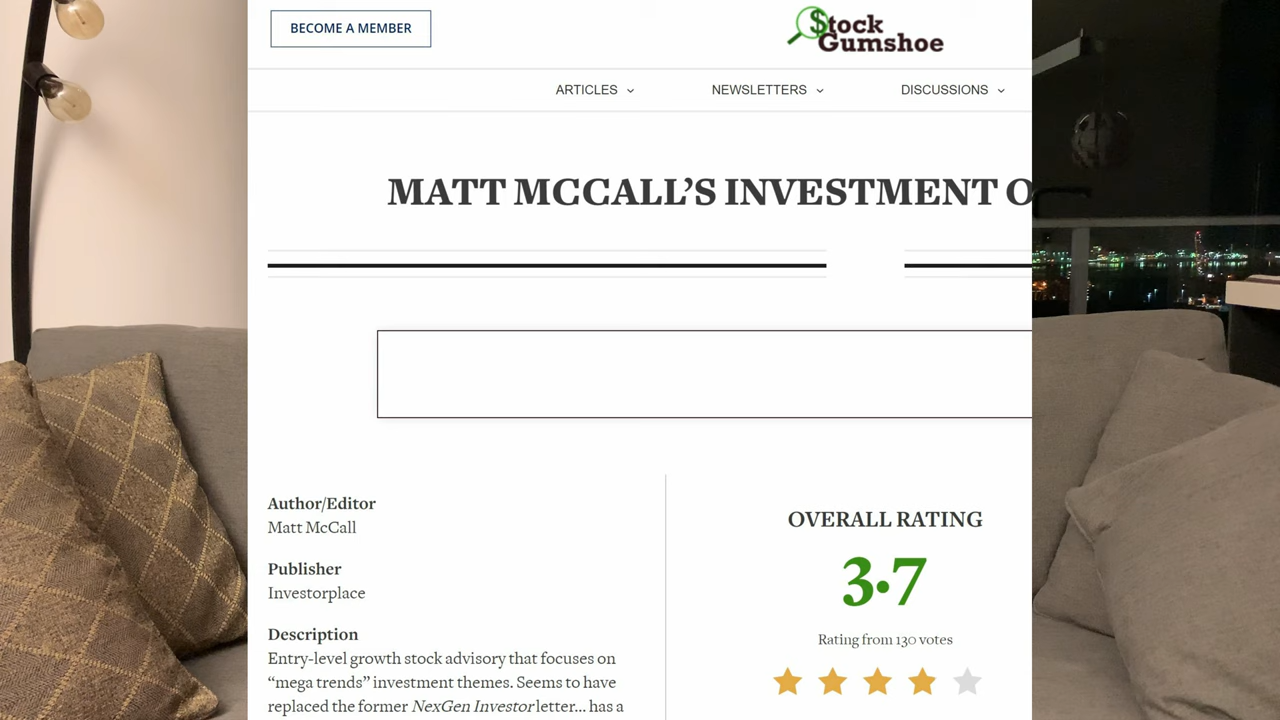 BECOME A MEMBER
$tock
Gumshoe
ARTICLES
NEWSLETTERS
DISCUSSIONS
MATT MCCALL’S INVESTMENT O
Author/Editor
Matt McCall
Publisher
Investorplace
Description
Entry-level growth stock advisory that focuses on
“mega trends” investment themes. Seems to have
replaced the former NexGen Investor letter... has a
OVERALL RATING
3.7
Rating from 130 votes